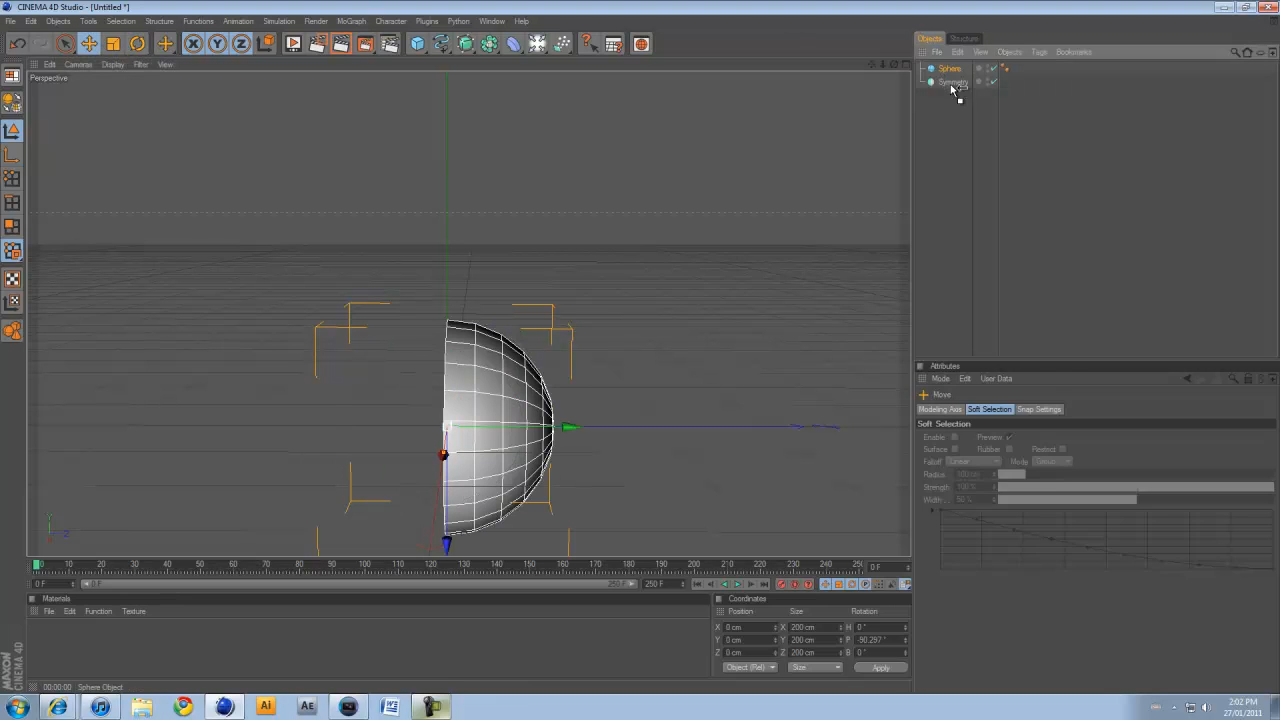 CINEMA 4D Studio - [Untitled *]
File Edit Objects Tools Selection Structure Functions Animation Simulation Render MoGraph Character Plugins Python Window Help
X Y Z
Objects Structure
File Edit View Objects Tags Bookmarks
Edit Cameras Display Filter View
Perspective
Sphere
Symmetry
Attributes
Mode Edit User Data
Move
Modeling Axis Soft Selection Snap Settings
Soft Selection
Enable Preview
Surface Rubber Restrict
Falloff Linear Mode
Radius 100 cm
Strength 100 %
Width 50 %
Y Z
0 10 20 30 40 50 60 70 80 90 100 110 120 130 140 150 160 170 180 190 200 210 220 230 240 250 0 F
0 F 0 F 250 F 250 F
Materials
File Edit Function Texture
Coordinates
Position Size Rotation
X 0 cm X 200 cm H 0 °
Y 0 cm Y 200 cm P -90.297 °
Z 0 cm Z 200 cm B 0 °
Object (Rel) Size Apply
MAXON CINEMA 4D
00:00:00 Sphere Object
Ai Ae W
2:02 PM
27/01/2011